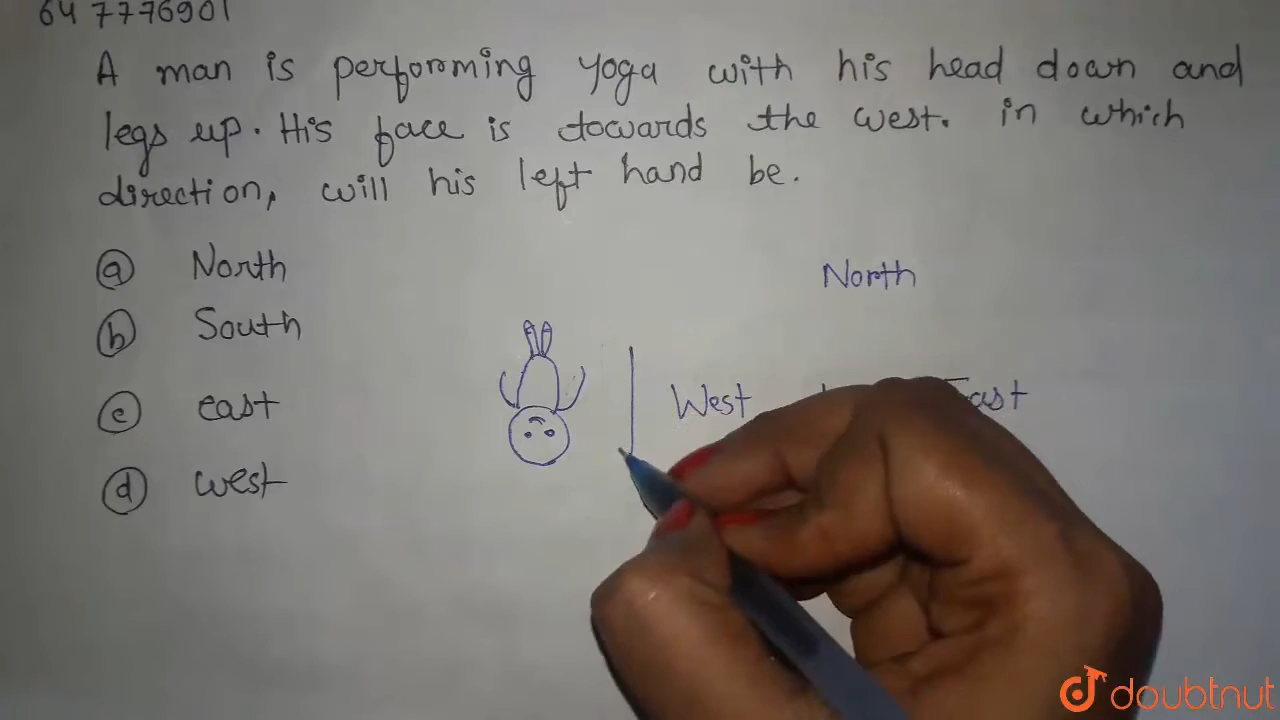 64 7776901
A man is performing yoga with his head down and
legs up. His face is towards the west. in which
direction, will his left hand be.
(a) North
(b) South
(c) east
(d) west
North
West East
doubtnut